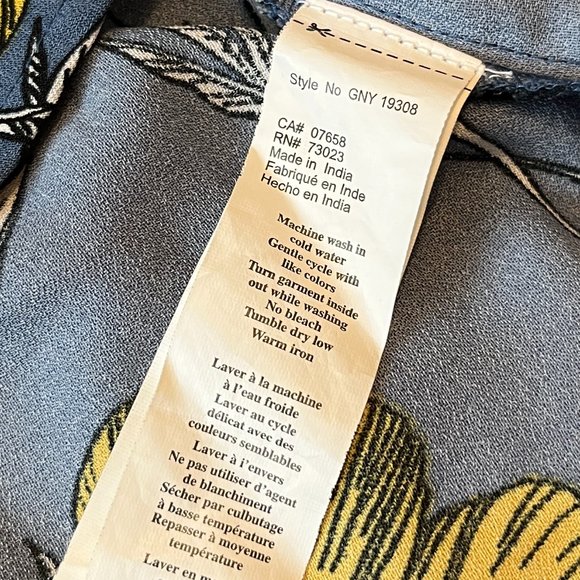 Style No GNY 19308
CA# 07658
RN# 73023
Made in India
Fabriqué en Inde
Hecho en India
Machine wash in
cold water
Gentle cycle with
like colors
Turn garment inside
out while washing
No bleach
Tumble dry low
Warm iron
Laver à la machine
à l'eau froide
Laver au cycle
délicat avec des
couleurs semblables
Laver à i'envers
Ne pas utiliser d'agent
de blanchiment
Sécher par culbutage
à basse température
Repasser à moyenne
température
Laver en